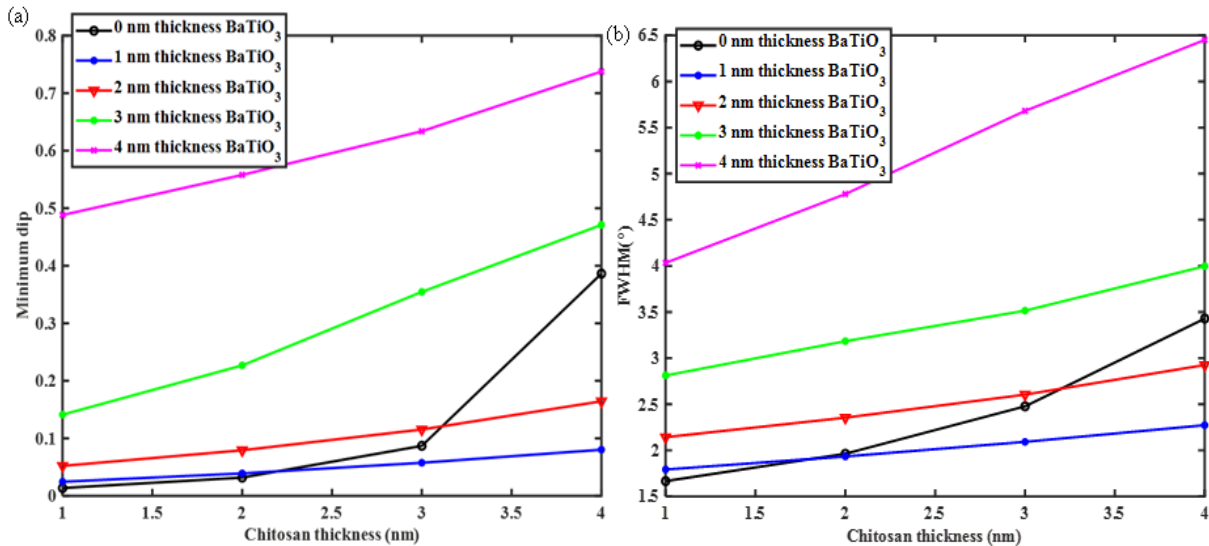 (a)
0 nm thickness BaTiO3
1 nm thickness BaTiO3
2 nm thickness BaTiO3
3 nm thickness BaTiO3
4 nm thickness BaTiO3
0.8
0.7
0.6
0.5
0.4
0.3
0.2
0.1
0
Minimum dip
1
1.5
2
2.5
3
3.5
4
Chitosan thickness (nm)
(b)
0 nm thickness BaTiO3
1 nm thickness BaTiO3
2 nm thickness BaTiO3
3 nm thickness BaTiO3
4 nm thickness BaTiO3
6.5
6
5.5
5
4.5
4
3.5
3
2.5
2
1.5
FWHM(°)
1
1.5
2
2.5
3
3.5
4
Chitosan thickness (nm)